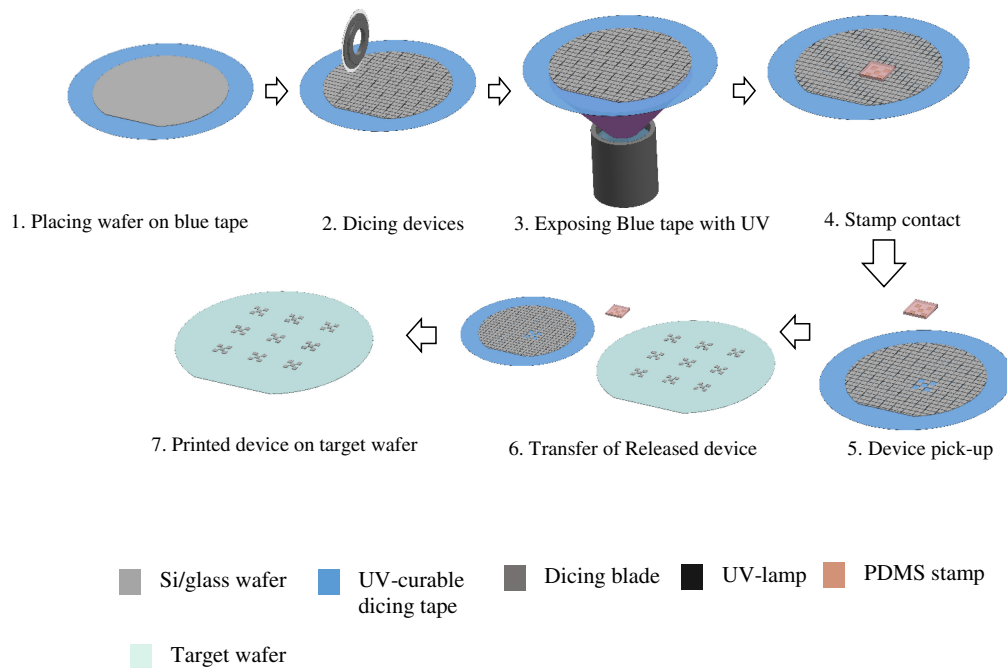 1. Placing wafer on blue tape
2. Dicing devices
3. Exposing Blue tape with UV
4. Stamp contact
7. Printed device on target wafer
6. Transfer of Released device
5. Device pick-up
Si/glass wafer
UV-curable
dicing tape
Dicing blade
UV-lamp
PDMS stamp
Target wafer